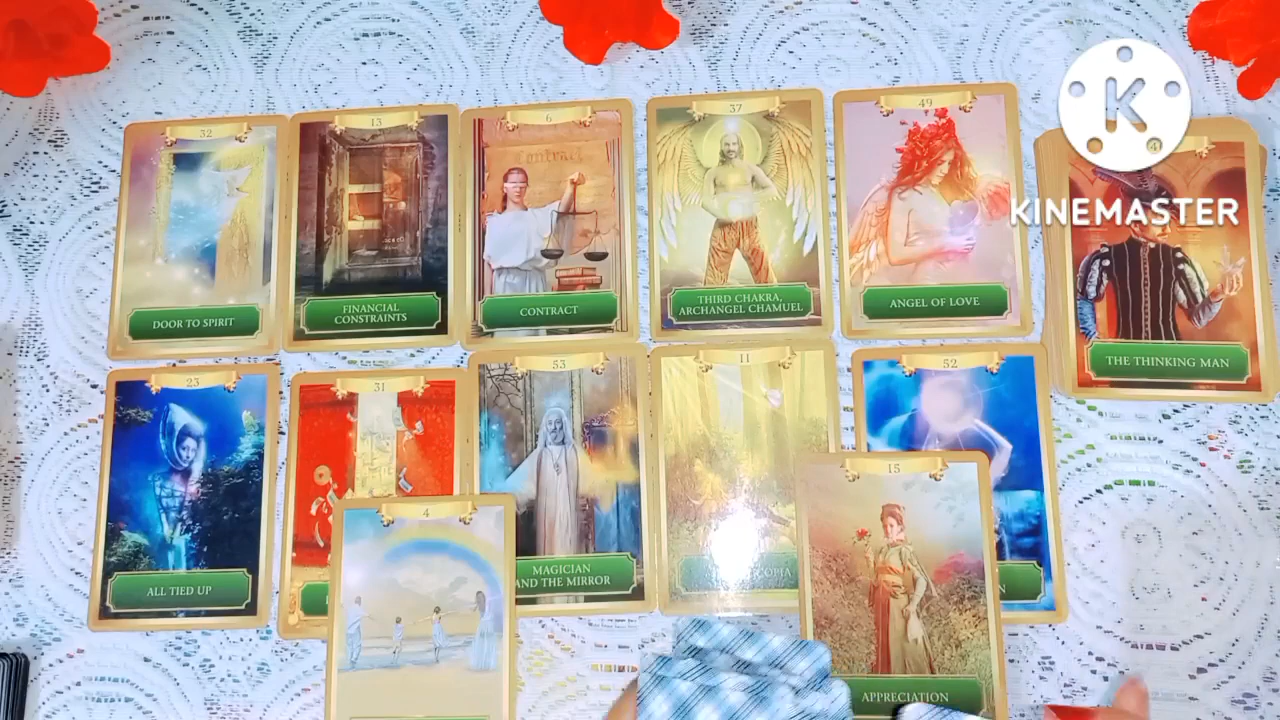 32
13
6
37
49
4
K
KINEMASTER
DOOR TO SPIRIT
FINANCIAL
CONSTRAINTS
Contract
CONTRACT
THIRD CHAKRA,
ARCHANGEL CHAMUEL
ANGEL OF LOVE
THE THINKING MAN
23
31
53
11
52
ALL TIED UP
MAGICIAN
AND THE MIRROR
4
15
APPRECIATION